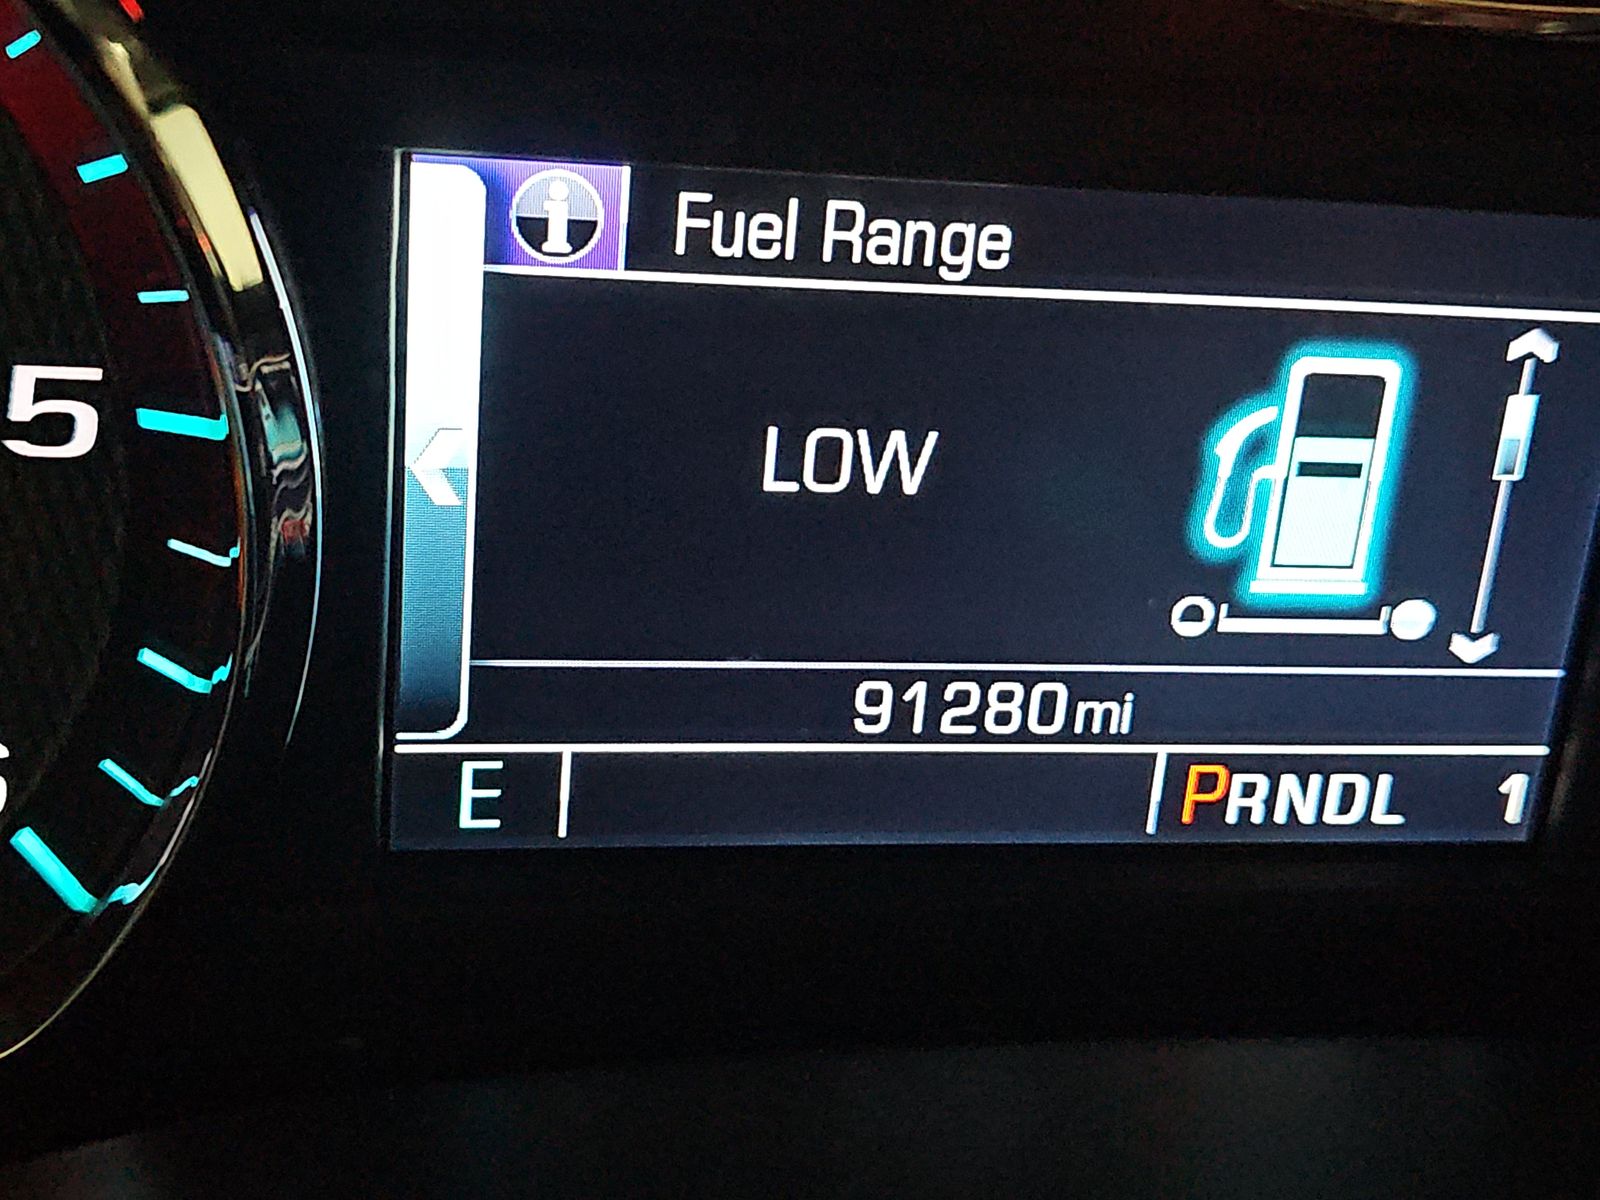 Fuel Range
5
LOW
91280mi
E
PRNDL 1